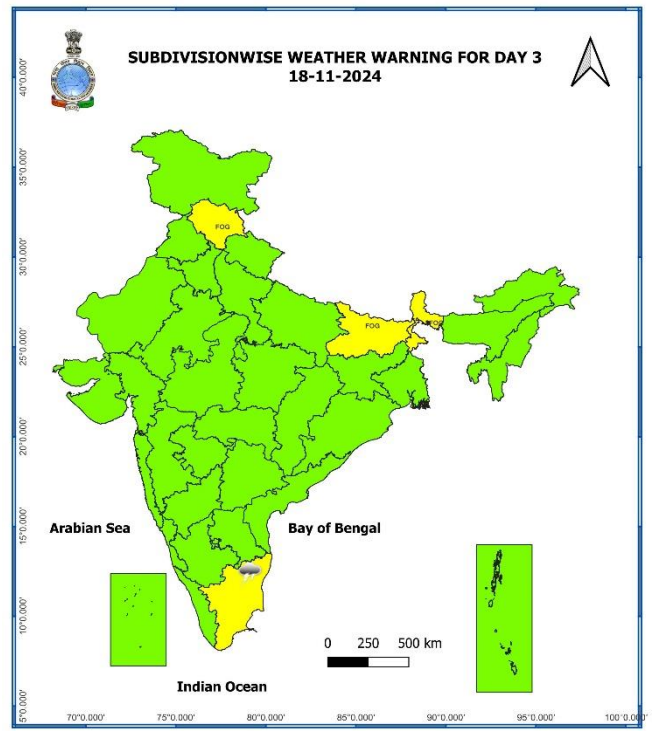 SUBDIVISIONWISE WEATHER WARNING FOR DAY 3
18-11-2024
40°0.000'
35°0.000'
FOG
30°0.000'
FOG
FOG
25°0.000'
20°0.000'
15°0.000'
Arabian Sea
Bay of Bengal
10°0.000'
0 250 500 km
Indian Ocean
5°0.000'
70°0.000' 75°0.000' 80°0.000' 85°0.000' 90°0.000' 95°0.000' 100°0.000'